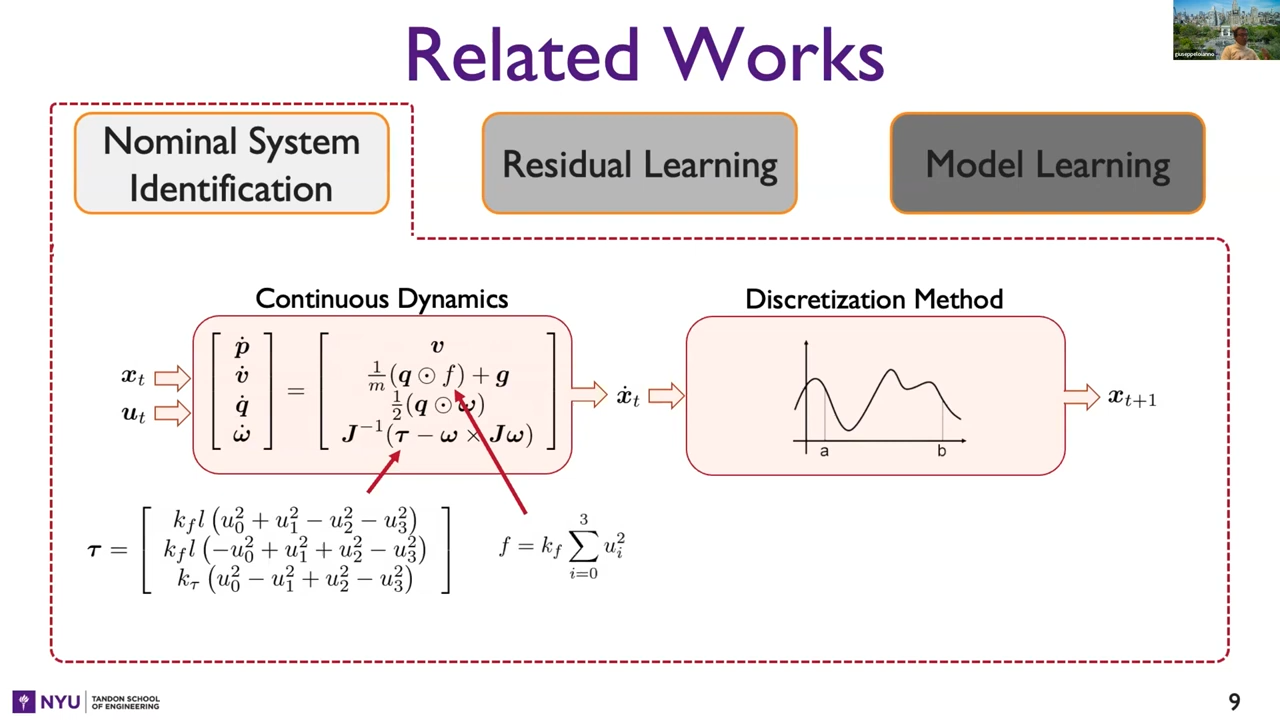 Related Works
giuseppeloianno
Nominal System
Identification
Residual Learning
Model Learning
Continuous Dynamics
Discretization Method
xₜ
uₜ
[ ṗ v̇ q̇ ω̇ ] = [ v
1/m (q ⊙ f) + g
1/2 (q ⊙ ω)
J⁻¹(τ − ω × Jω) ]
ẋₜ
a b
xₜ₊₁
τ = [ k_f l (u₀² + u₁² − u₂² − u₃²)
k_f l (−u₀² + u₁² + u₂² − u₃²)
k_τ (u₀² − u₁² + u₂² − u₃²) ]
f = k_f ∑_{i=0}^{3} u_i²
NYU
TANDON SCHOOL
OF ENGINEERING
9